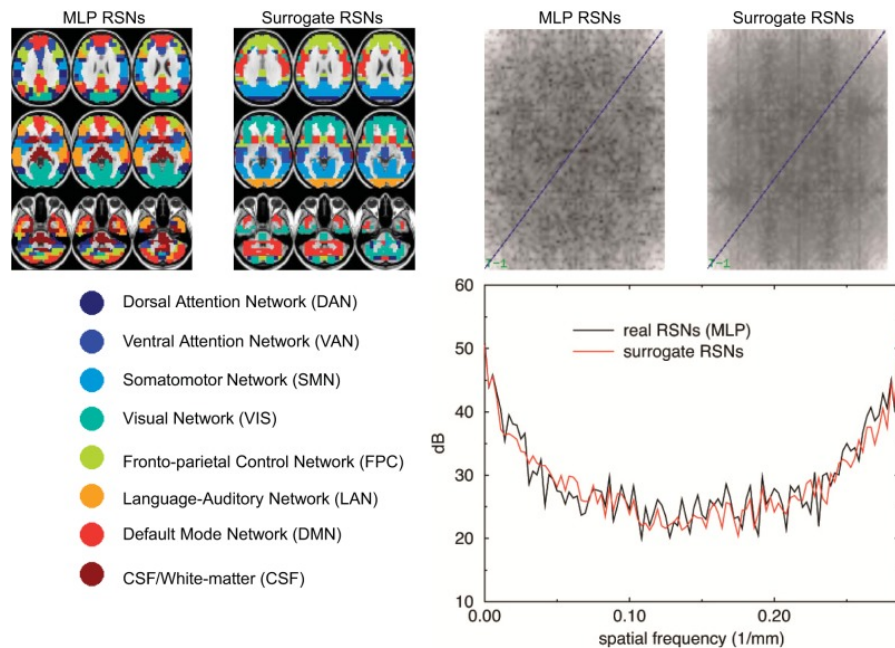 MLP RSNs
Surrogate RSNs
MLP RSNs
Surrogate RSNs
Dorsal Attention Network (DAN)
Ventral Attention Network (VAN)
Somatomotor Network (SMN)
Visual Network (VIS)
Fronto-parietal Control Network (FPC)
Language-Auditory Network (LAN)
Default Mode Network (DMN)
CSF/White-matter (CSF)
60
50
40
30
20
10
dB
real RSNs (MLP)
surrogate RSNs
0.00
0.10
0.20
spatial frequency (1/mm)